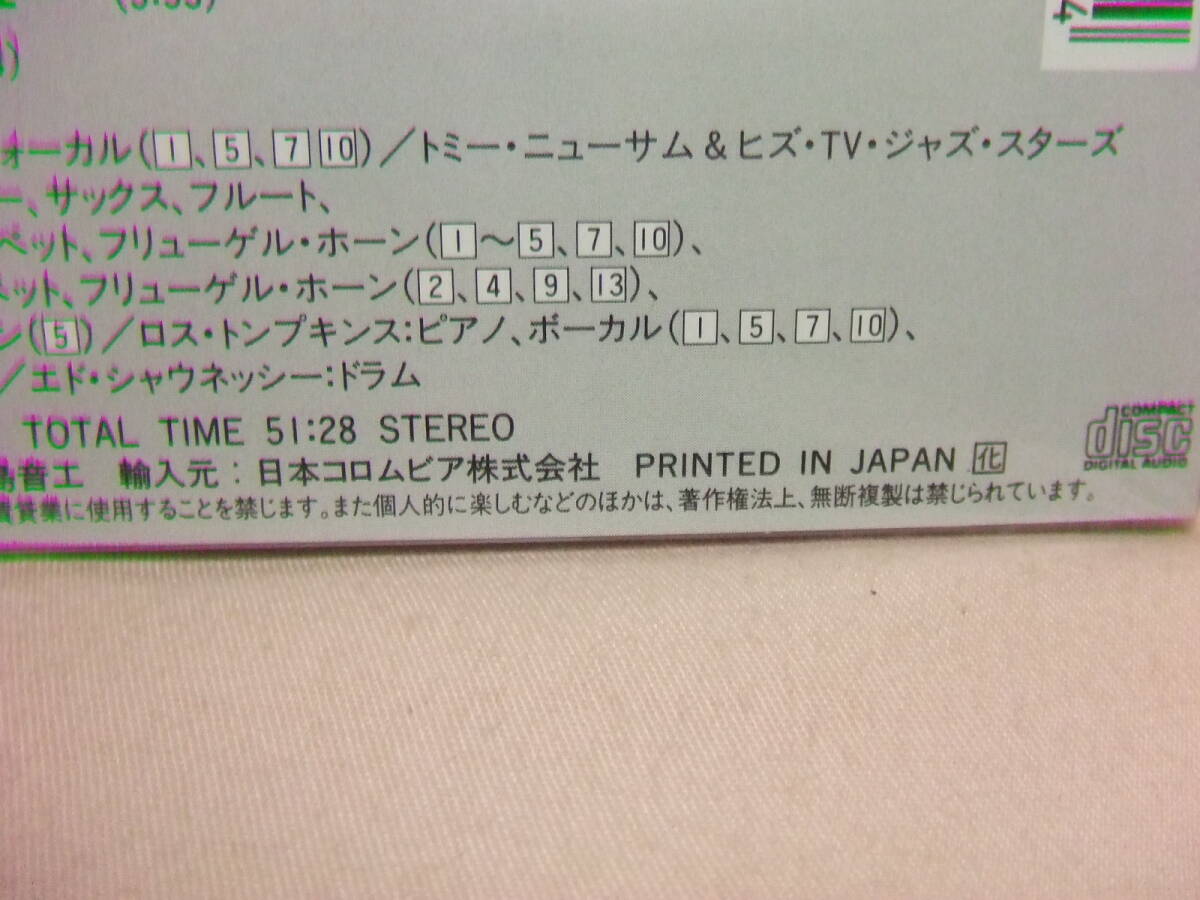 (5:55)
4
ォーカル(1、5、7 10)／トミー・ニューサム & ヒズ・TV・ジャズ・スターズ
ー、サックス、フルート、
ペット、フリューゲル・ホーン(1〜5、7、10)、
ペット、フリューゲル・ホーン(2、4、9、13)、
ン(5)／ロス・トンプキンス:ピアノ、ボーカル(1、5、7、10)、
／エド・シャウネッシー:ドラム
TOTAL TIME 51:28 STEREO
音工 輸入元:日本コロムビア株式会社 PRINTED IN JAPAN 化
COMPACT disc DIGITAL AUDIO
賃貸業に使用することを禁じます。また個人的に楽しむなどのほかは、著作権法上、無断複製は禁じられています。